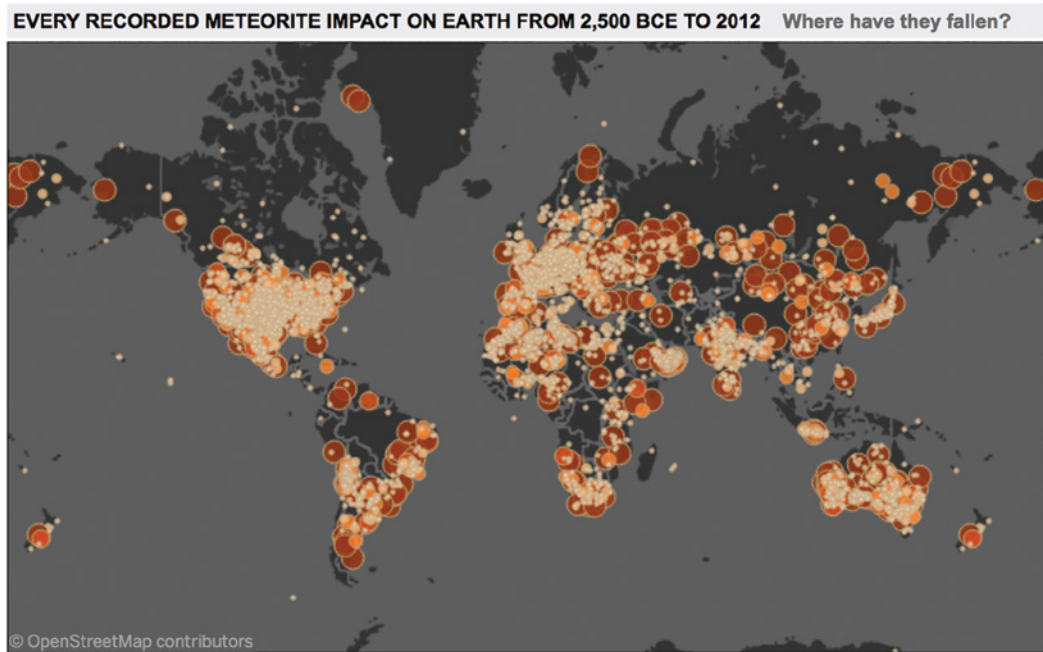 EVERY RECORDED METEORITE IMPACT ON EARTH FROM 2,500 BCE TO 2012 Where have they fallen?
© OpenStreetMap contributors